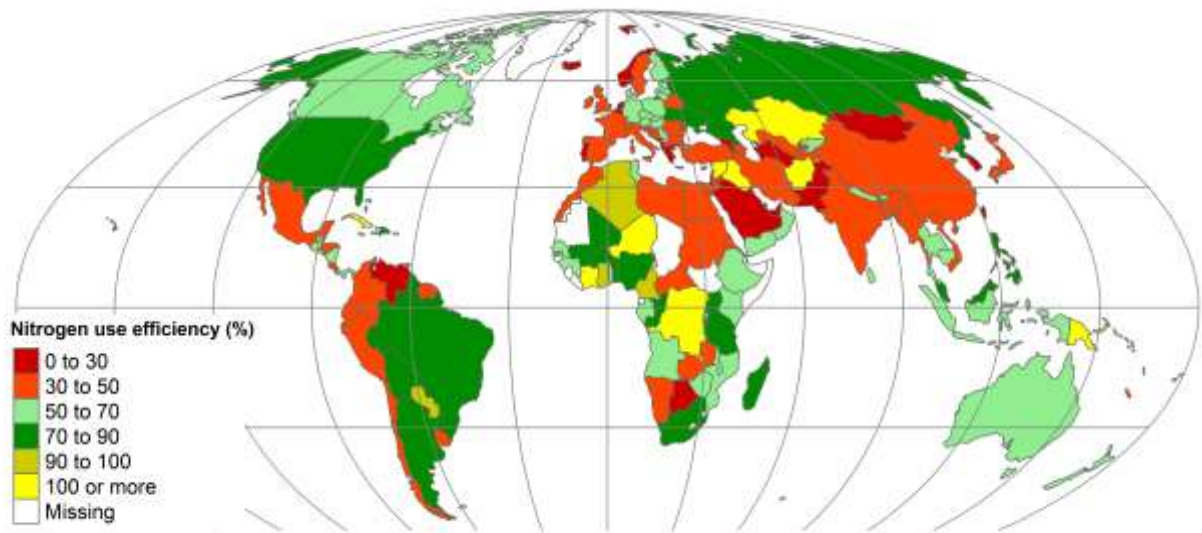 Nitrogen use efficiency (%)
0 to 30
30 to 50
50 to 70
70 to 90
90 to 100
100 or more
Missing